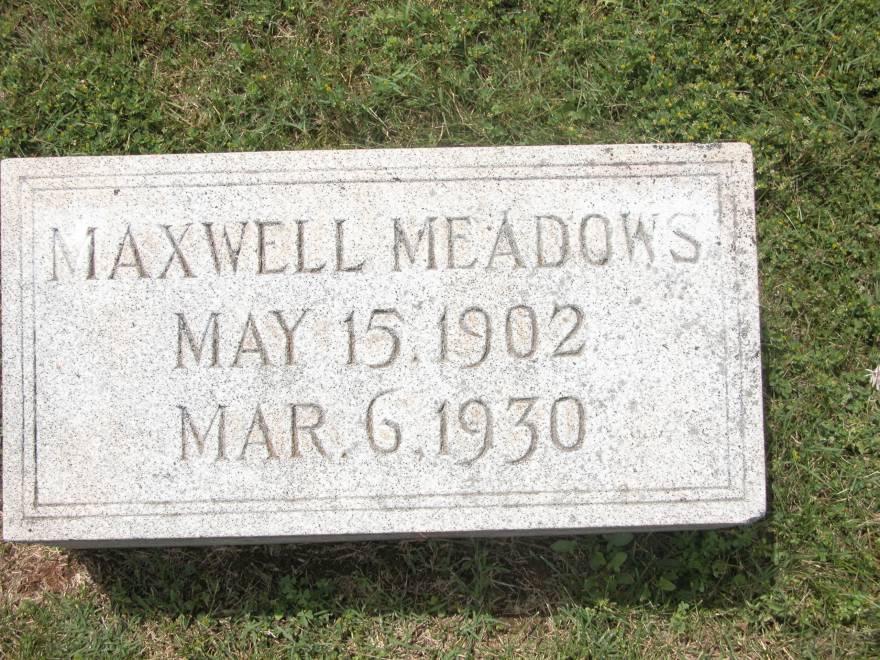 MAXWELL MEADOWS
MAY 15. 1902
MAR. 6. 1930